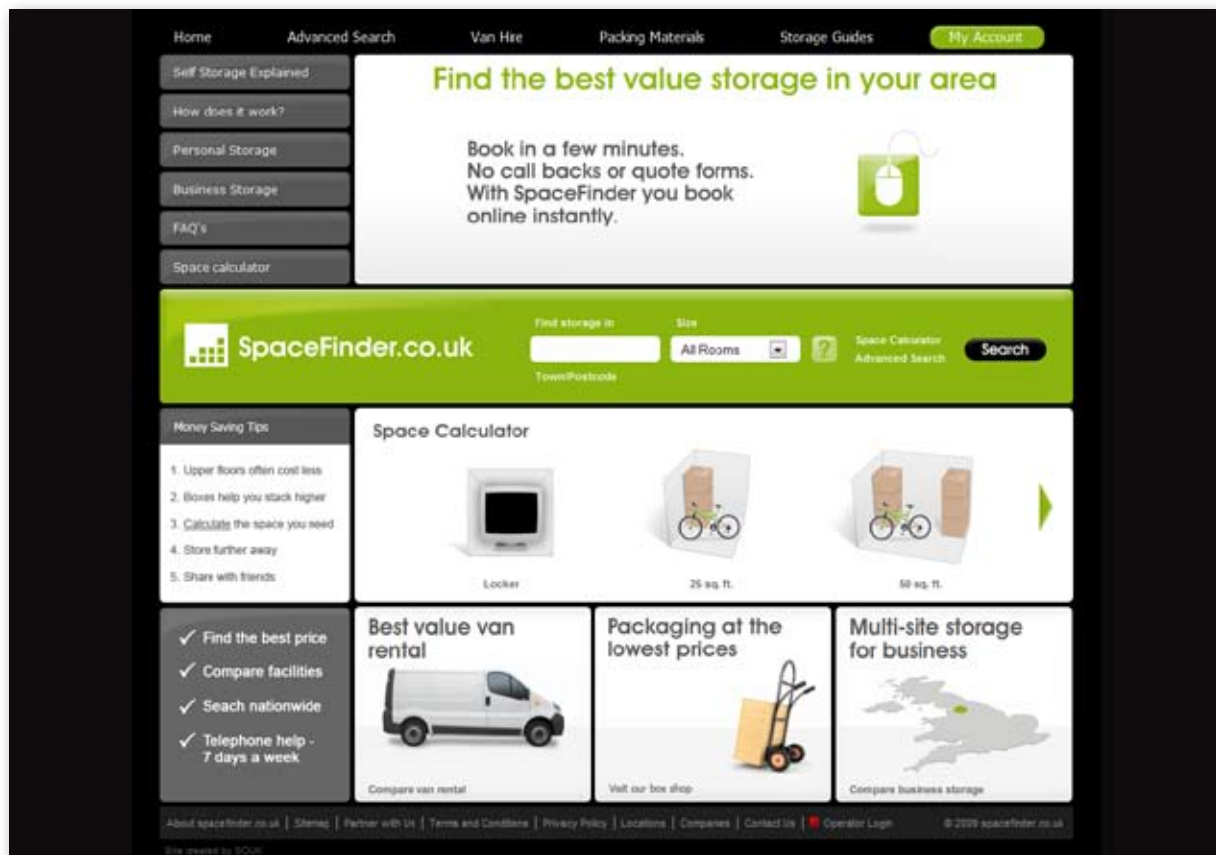 Home Advanced Search Van Hire Packing Materials Storage Guides My Account
Self Storage Explained
How does it work?
Personal Storage
Business Storage
FAQ's
Space calculator
Find the best value storage in your area
Book in a few minutes.
No call backs or quote forms.
With SpaceFinder you book
online instantly.
SpaceFinder.co.uk
Find storage in
Town/Postcode
Size
All Rooms
?
Space Calculator
Advanced Search
Search
Money Saving Tips
1. Upper floors often cost less
2. Boxes help you stack higher
3. Calculate the space you need
4. Store further away
5. Share with friends
Space Calculator
Locker
25 sq. ft.
50 sq. ft.
✓ Find the best price
✓ Compare facilities
✓ Seach nationwide
✓ Telephone help -
7 days a week
Best value van
rental
Compare van rental
Packaging at the
lowest prices
Visit our box shop
Multi-site storage
for business
Compare business storage
About spacefinder.co.uk | Sitemap | Partner with Us | Terms and Conditions | Privacy Policy | Locations | Companies | Contact Us | Operator Login © 2009 spacefinder.co.uk
Site created by SOUK